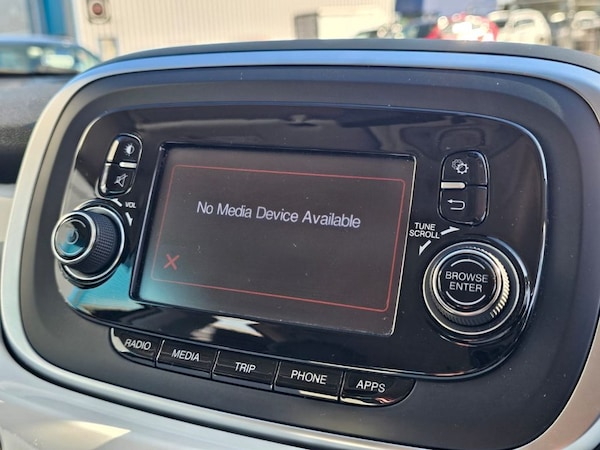 VOL
No Media Device Available
TUNE
SCROLL
BROWSE
ENTER
RADIO
MEDIA
TRIP
PHONE
APPS